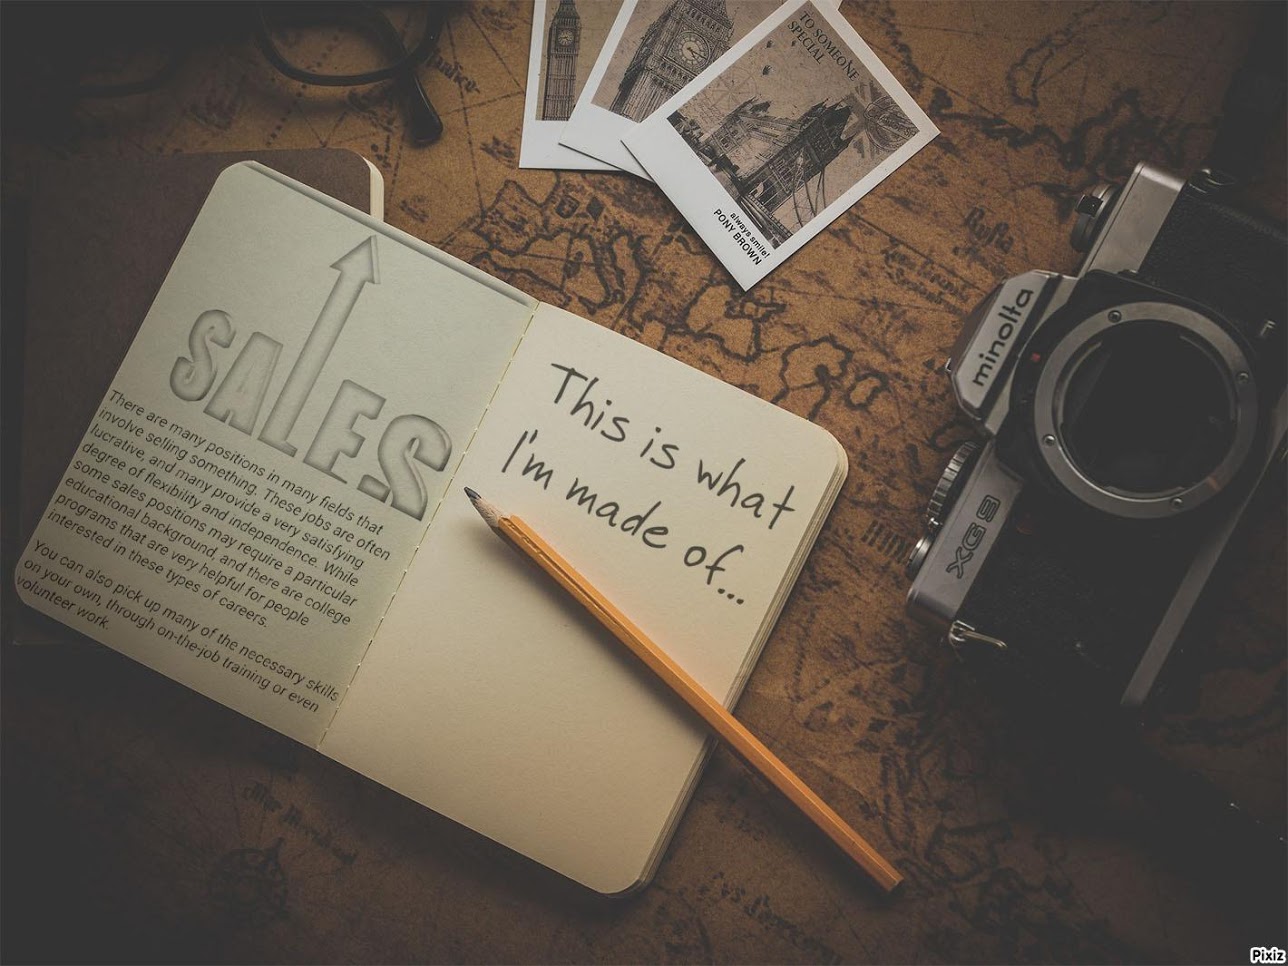 TO SOMEONE
SPECIAL
always smile!
PONY BROWN
minolta
XG 9
SALES
There are many positions in many fields that
involve selling something. These jobs are often
lucrative, and many provide a very satisfying
degree of flexibility and independence. While
some sales positions may require a particular
educational background, and there are college
programs that are very helpful for people
interested in these types of careers.
You can also pick up many of the necessary skills
on your own, through on-the-job training or even
volunteer work.
This is what
I'm made of...
Pixiz